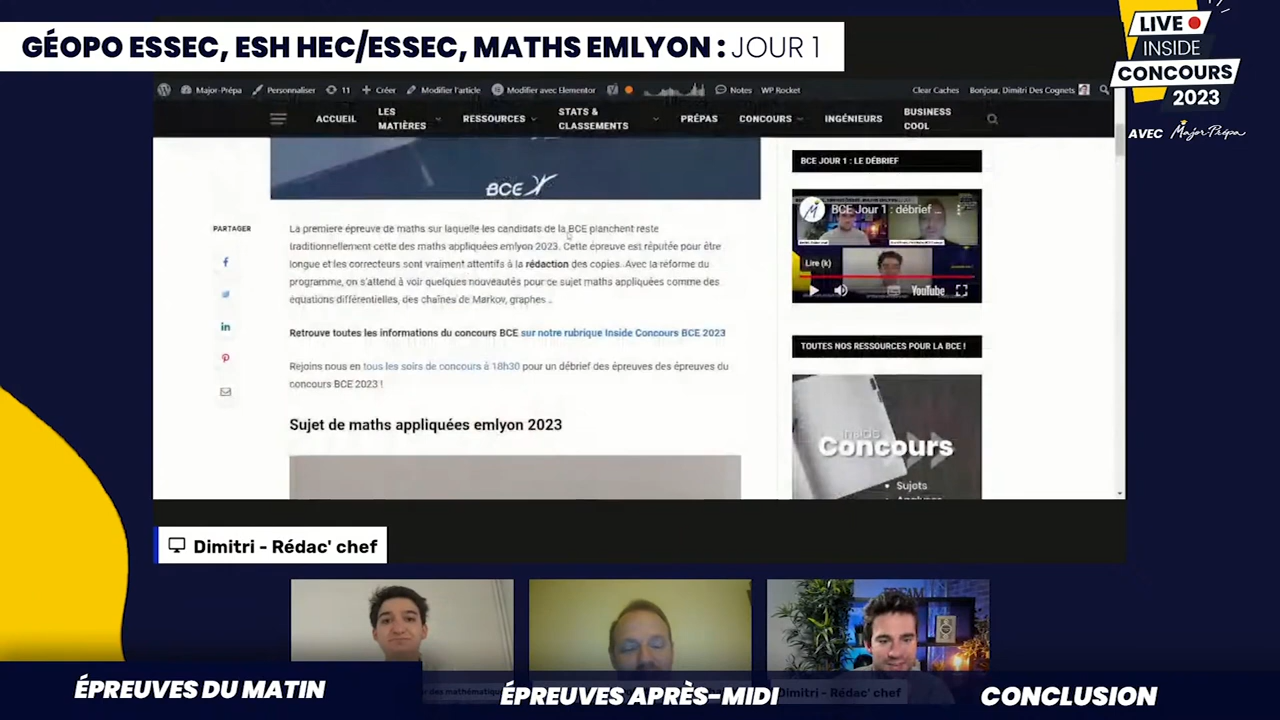 GÉOPO ESSEC, ESH HEC/ESSEC, MATHS EMLYON : JOUR 1
LIVE
INSIDE
CONCOURS
2023
AVEC Major Prépa
Major-Prépa Personnaliser 11 Créer Modifier l'article Modifier avec Elementor Notes WP Rocket Clear Caches Bonjour, Dimitri Des Cognets
ACCUEIL LES MATIÈRES RESSOURCES STATS & CLASSEMENTS PRÉPAS CONCOURS INGÉNIEURS BUSINESS COOL
BCE
PARTAGER
La première épreuve de maths sur laquelle les candidats de la BCE planchent reste
traditionnellement cette des maths appliquées emlyon 2023. Cette épreuve est réputée pour être
longue et les correcteurs sont vraiment attentifs à la rédaction des copies. Avec la réforme du
programme, on s'attend à voir quelques nouveautés pour ce sujet maths appliquées comme des
équations différentielles, des chaînes de Markov, graphes...
Retrouve toutes les informations du concours BCE sur notre rubrique Inside Concours BCE 2023
Rejoins nous en tous les soirs de concours à 18h30 pour un débrief des épreuves des épreuves du
concours BCE 2023 !
Sujet de maths appliquées emlyon 2023
BCE JOUR 1 : LE DÉBRIEF
BCE Jour 1 : débrief ...
Lire (k)
YouTube
TOUTES NOS RESSOURCES POUR LA BCE !
Inside
Concours
• Sujets
Dimitri - Rédac' chef
Dimitri - Rédac' chef
ÉPREUVES DU MATIN
ÉPREUVES APRÈS-MIDI
CONCLUSION